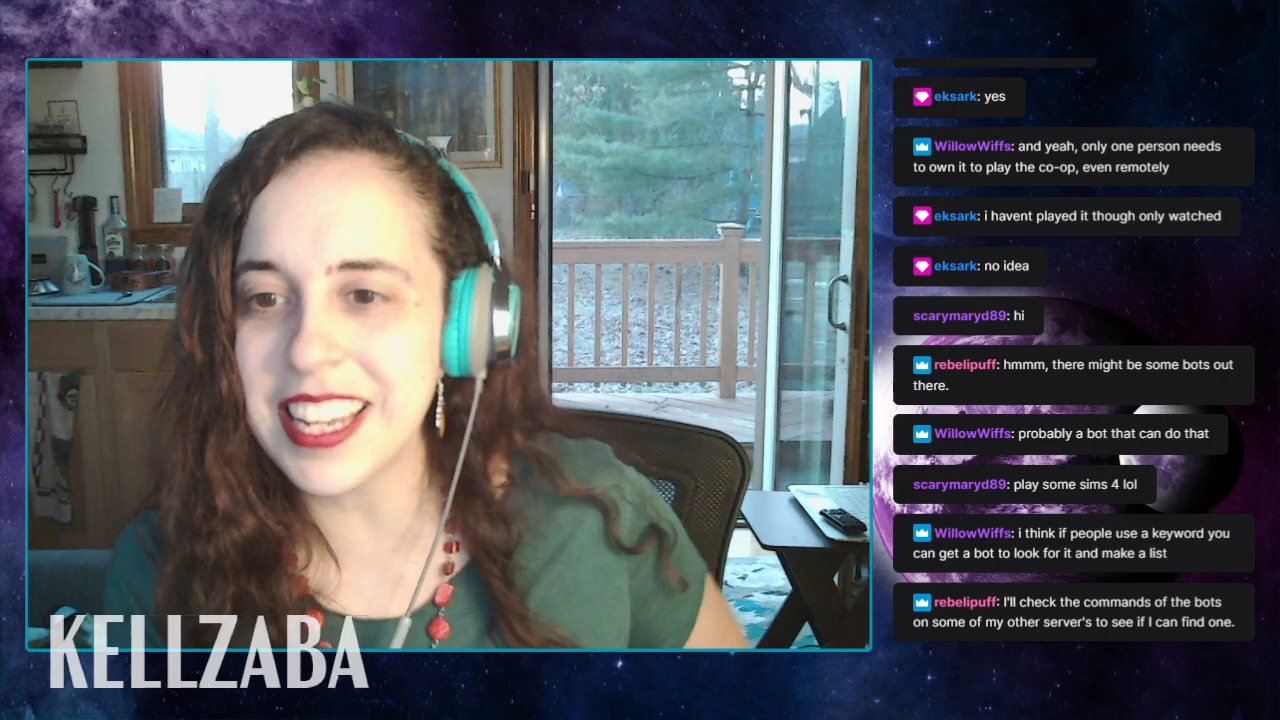 eksark: yes
WillowWiffs: and yeah, only one person needs
to own it to play the co-op, even remotely
eksark: i havent played it though only watched
eksark: no idea
scarymaryd89: hi
rebelipuff: hmmm, there might be some bots out
there.
WillowWiffs: probably a bot that can do that
scarymaryd89: play some sims 4 lol
WillowWiffs: i think if people use a keyword you
can get a bot to look for it and make a list
rebelipuff: I'll check the commands of the bots
on some of my other server's to see if I can find one.
KELLZABA